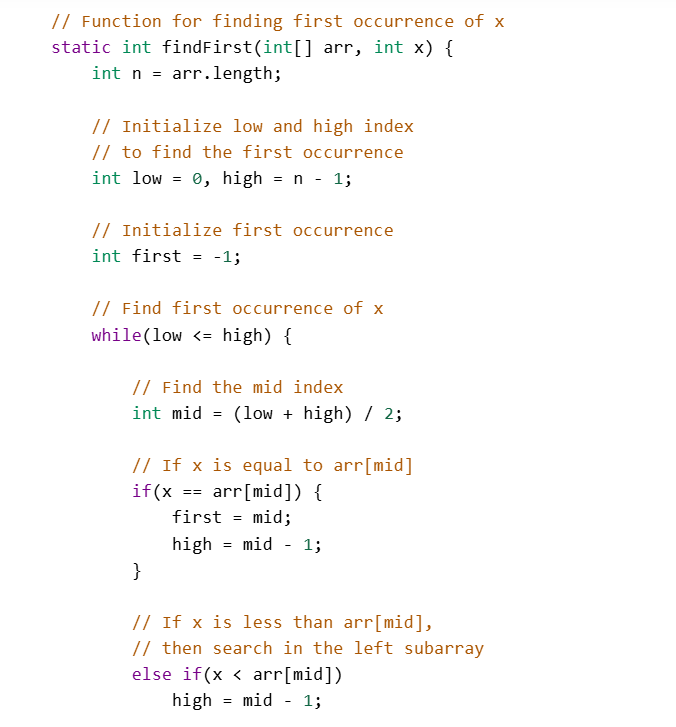 // Function for finding first occurrence of x
static int findFirst(int[] arr, int x) {
    int n = arr.length;

    // Initialize low and high index
    // to find the first occurrence
    int low = 0, high = n - 1;

    // Initialize first occurrence
    int first = -1;

    // Find first occurrence of x
    while(low <= high) {

        // Find the mid index
        int mid = (low + high) / 2;

        // If x is equal to arr[mid]
        if(x == arr[mid]) {
            first = mid;
            high = mid - 1;
        }

        // If x is less than arr[mid],
        // then search in the left subarray
        else if(x < arr[mid])
            high = mid - 1;